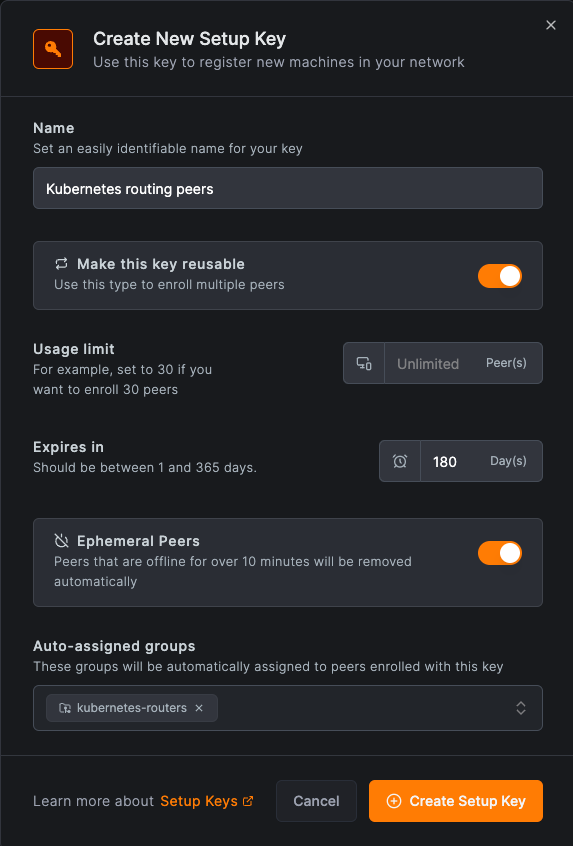 Create New Setup Key
Use this key to register new machines in your network
Name
Set an easily identifiable name for your key
Kubernetes routing peers
Make this key reusable
Use this type to enroll multiple peers
Usage limit
For example, set to 30 if you
want to enroll 30 peers
Unlimited Peer(s)
Expires in
Should be between 1 and 365 days.
180 Day(s)
Ephemeral Peers
Peers that are offline for over 10 minutes will be removed
automatically
Auto-assigned groups
These groups will be automatically assigned to peers enrolled with this key
kubernetes-routers
Learn more about Setup Keys
Cancel
Create Setup Key